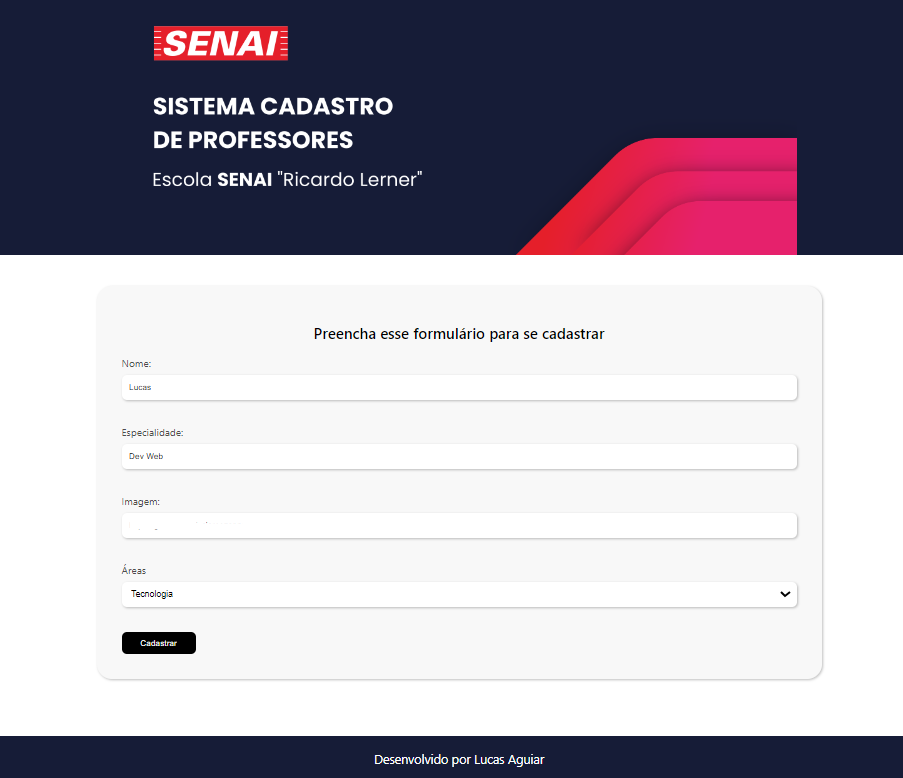 SENAI
SISTEMA CADASTRO
DE PROFESSORES
Escola SENAI "Ricardo Lerner"
Preencha esse formulário para se cadastrar
Nome:
Lucas
Especialidade:
Dev Web
Imagem:
Áreas
Tecnologia
Cadastrar
Desenvolvido por Lucas Aguiar